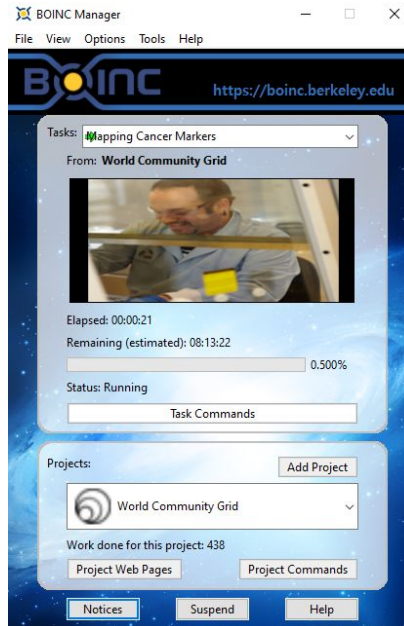 BOINC Manager
File View Options Tools Help
BOINC
https://boinc.berkeley.edu
Tasks: Mapping Cancer Markers
From: World Community Grid
Elapsed: 00:00:21
Remaining (estimated): 08:13:22
0.500%
Status: Running
Task Commands
Projects:
Add Project
World Community Grid
Work done for this project: 438
Project Web Pages Project Commands
Notices Suspend Help